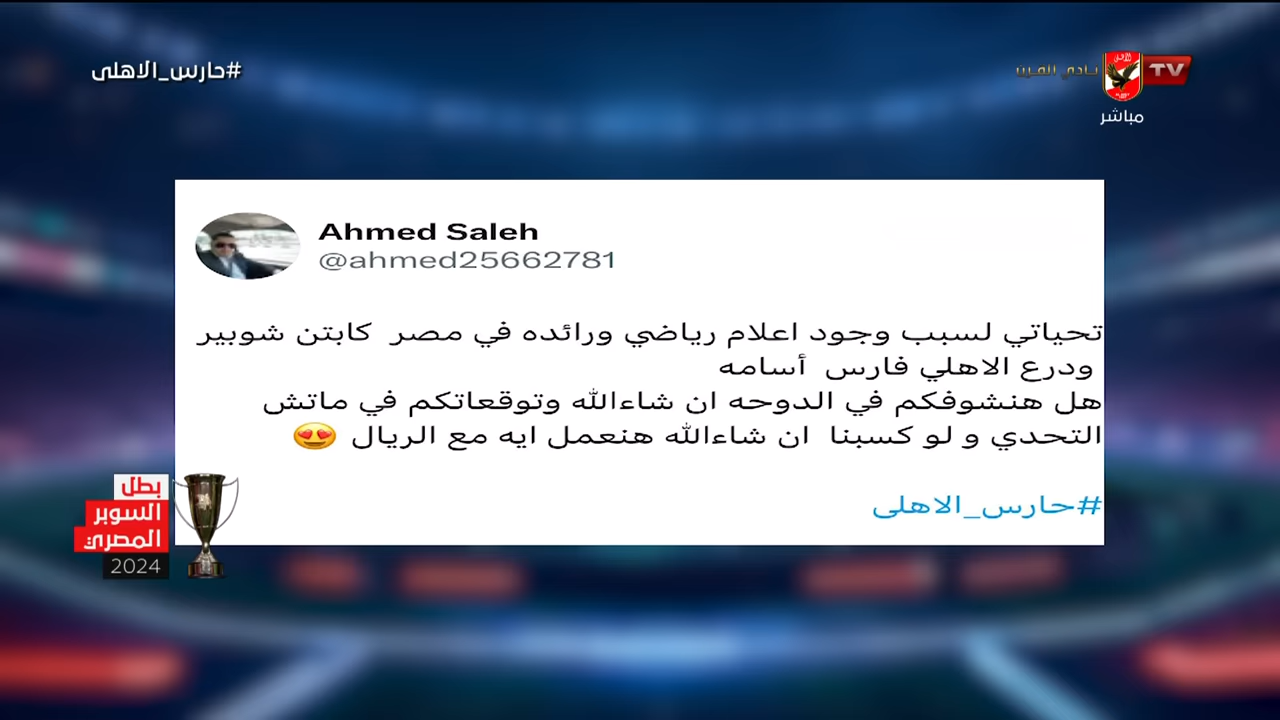 #حارس_الاهلى
نادي القرن
TV
مباشر
Ahmed Saleh
@ahmed25662781
تحياتي لسبب وجود اعلام رياضي ورائده في مصر كابتن شوبير
ودرع الاهلي فارس أسامه
هل هنشوفكم في الدوحه ان شاءالله وتوقعاتكم في ماتش
التحدي و لو كسبنا ان شاءالله هنعمل ايه مع الريال 😍
#حارس_الاهلى
بطل
السوبر
المصري
2024